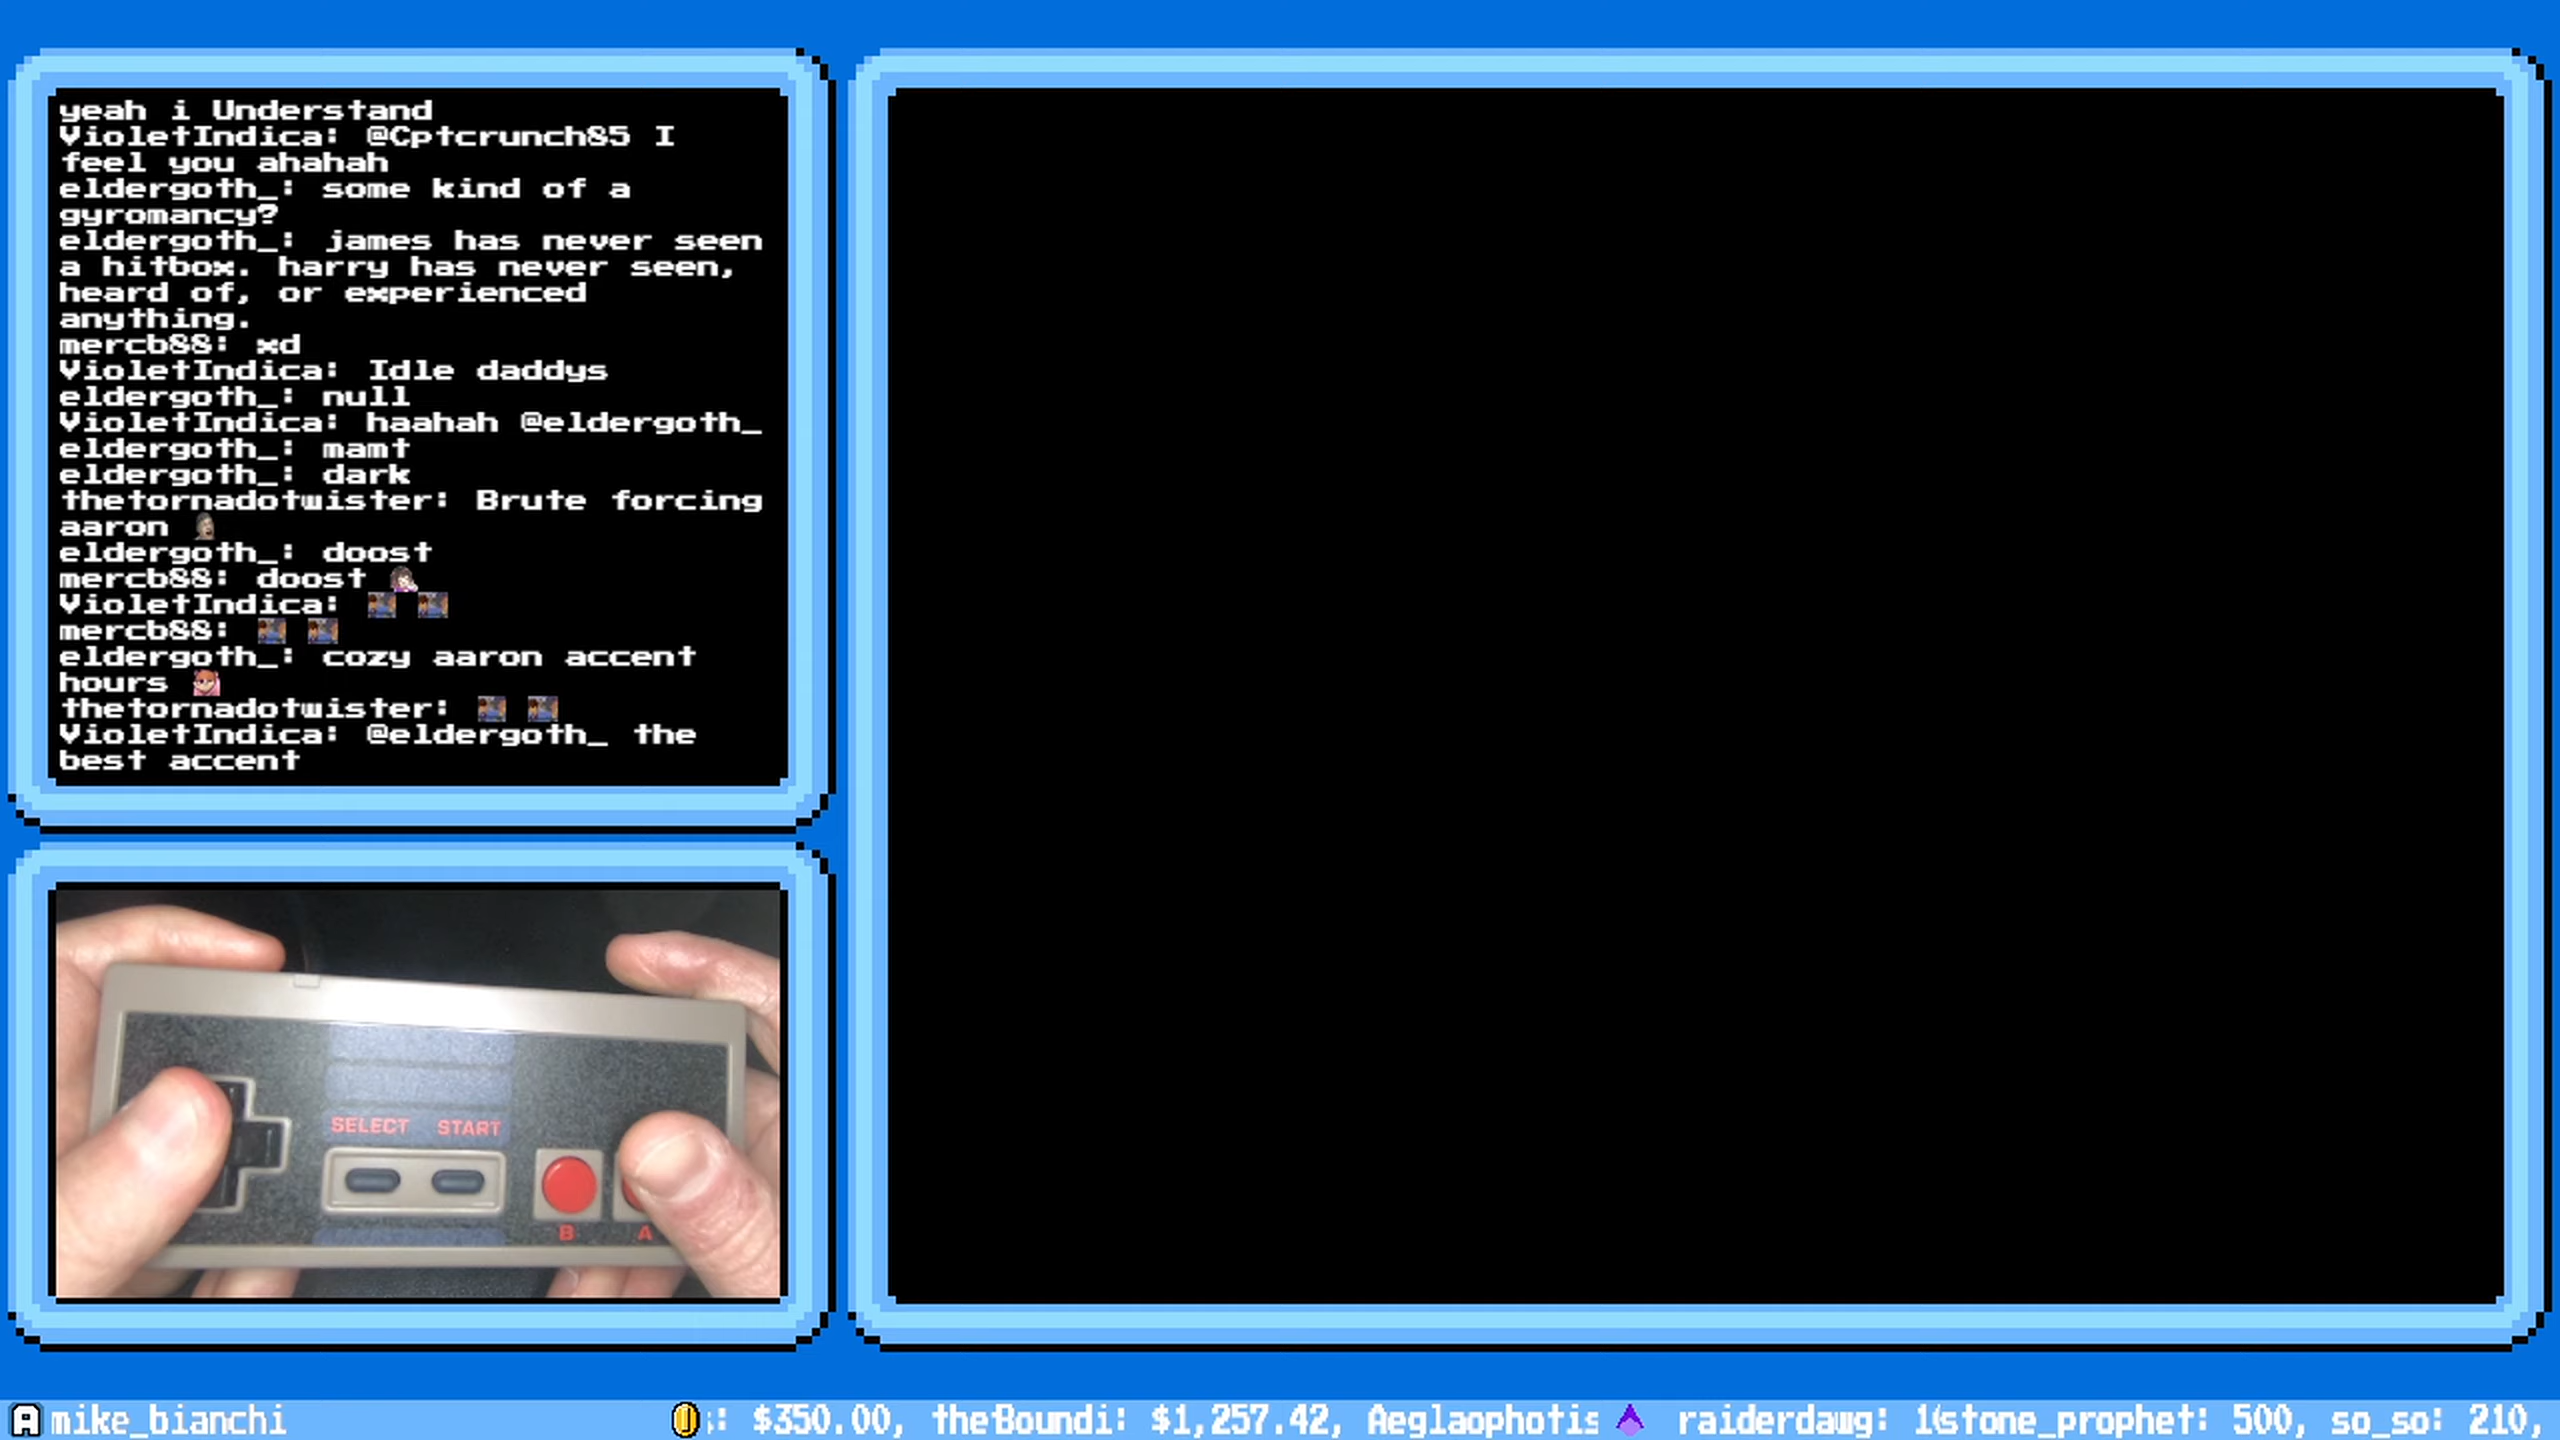 yeah i Understand
VioletIndica: @Cptcrunch85 I
feel you ahahah
eldergoth_: some kind of a
gyromancy?
eldergoth_: james has never seen
a hitbox. harry has never seen,
heard of, or experienced
anything.
mercb88: xd
VioletIndica: Idle daddys
eldergoth_: null
VioletIndica: haahah @eldergoth_
eldergoth_: mamt
eldergoth_: dark
thetornadotwister: Brute forcing
aaron
eldergoth_: doost
mercb88: doost
VioletIndica:
mercb88:
eldergoth_: cozy aaron accent
hours
thetornadotwister:
VioletIndica: @eldergoth_ the
best accent
SELECT START
B A
A mike_bianchi : $350.00, theBoundi: $1,257.42, Aeglaophotis raiderdawg: stone_prophet: 500, so_so: 210,